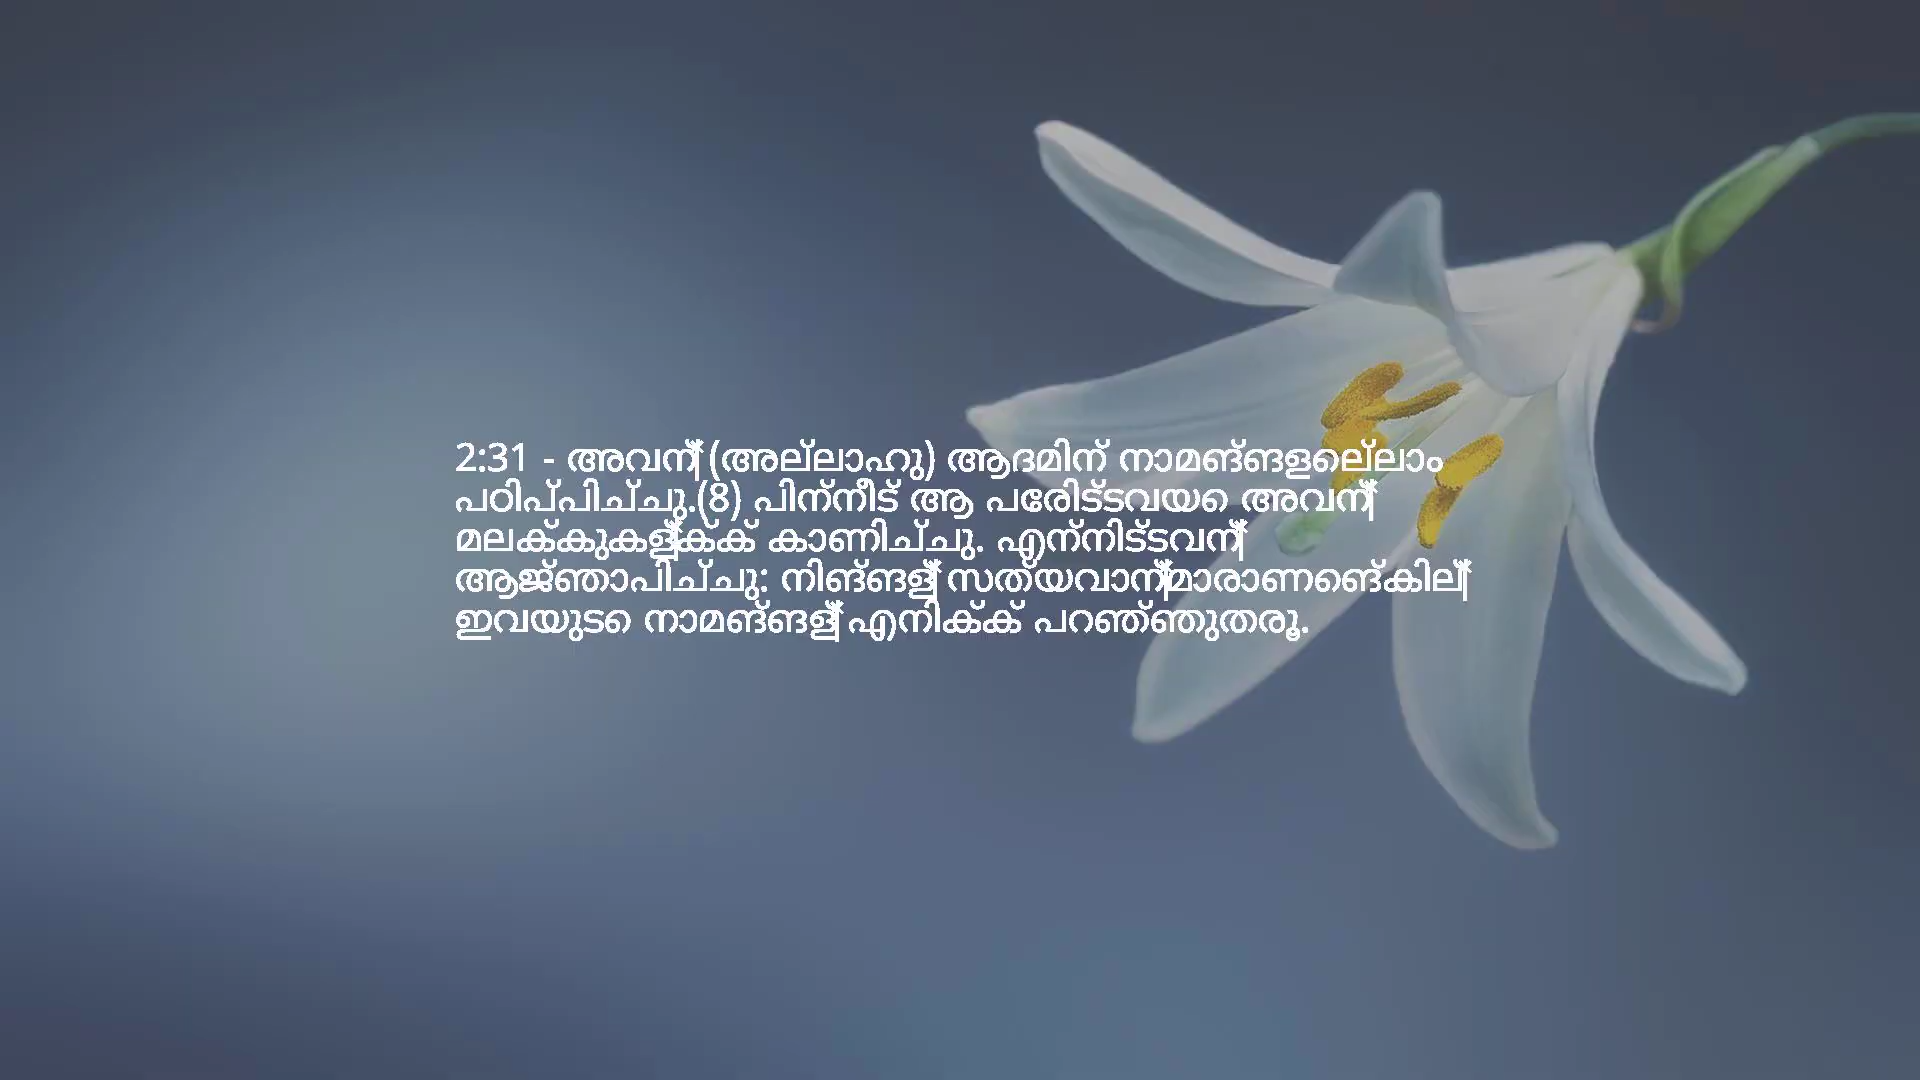 2:31 - അവന്‍ (അല്ലാഹു) ആദമിന് നാമങ്ങളെല്ലാം
പഠിപ്പിച്ചു.(8) പിന്നീട് ആ പേരിട്ടവയെ അവന്‍
മലക്കുകള്‍ക്ക് കാണിച്ചു. എന്നിട്ടവന്‍
ആജ്ഞാപിച്ചു: നിങ്ങള്‍ സത്യവാന്‍മാരാണെങ്കില്‍
ഇവയുടെ നാമങ്ങള്‍ എനിക്ക് പറഞ്ഞുതരൂ.